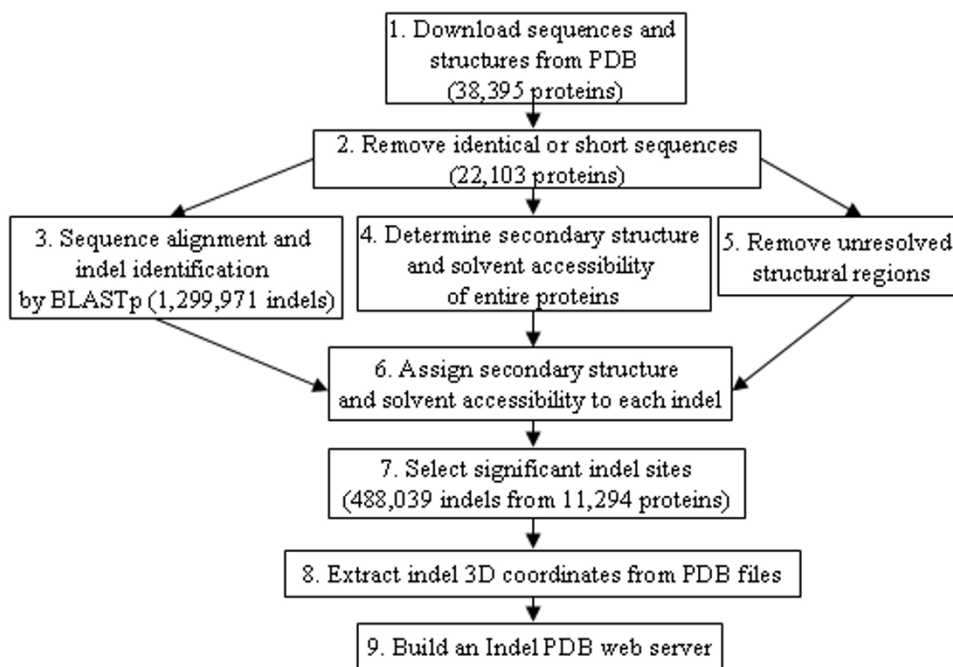 1. Download sequences and
structures from PDB
(38,395 proteins)
2. Remove identical or short sequences
(22,103 proteins)
3. Sequence alignment and
indel identification
by BLASTp (1,299,971 indels)
4. Determine secondary structure
and solvent accessibility
of entire proteins
5. Remove unresolved
structural regions
6. Assign secondary structure
and solvent accessibility to each indel
7. Select significant indel sites
(488,039 indels from 11,294 proteins)
8. Extract indel 3D coordinates from PDB files
9. Build an Indel PDB web server